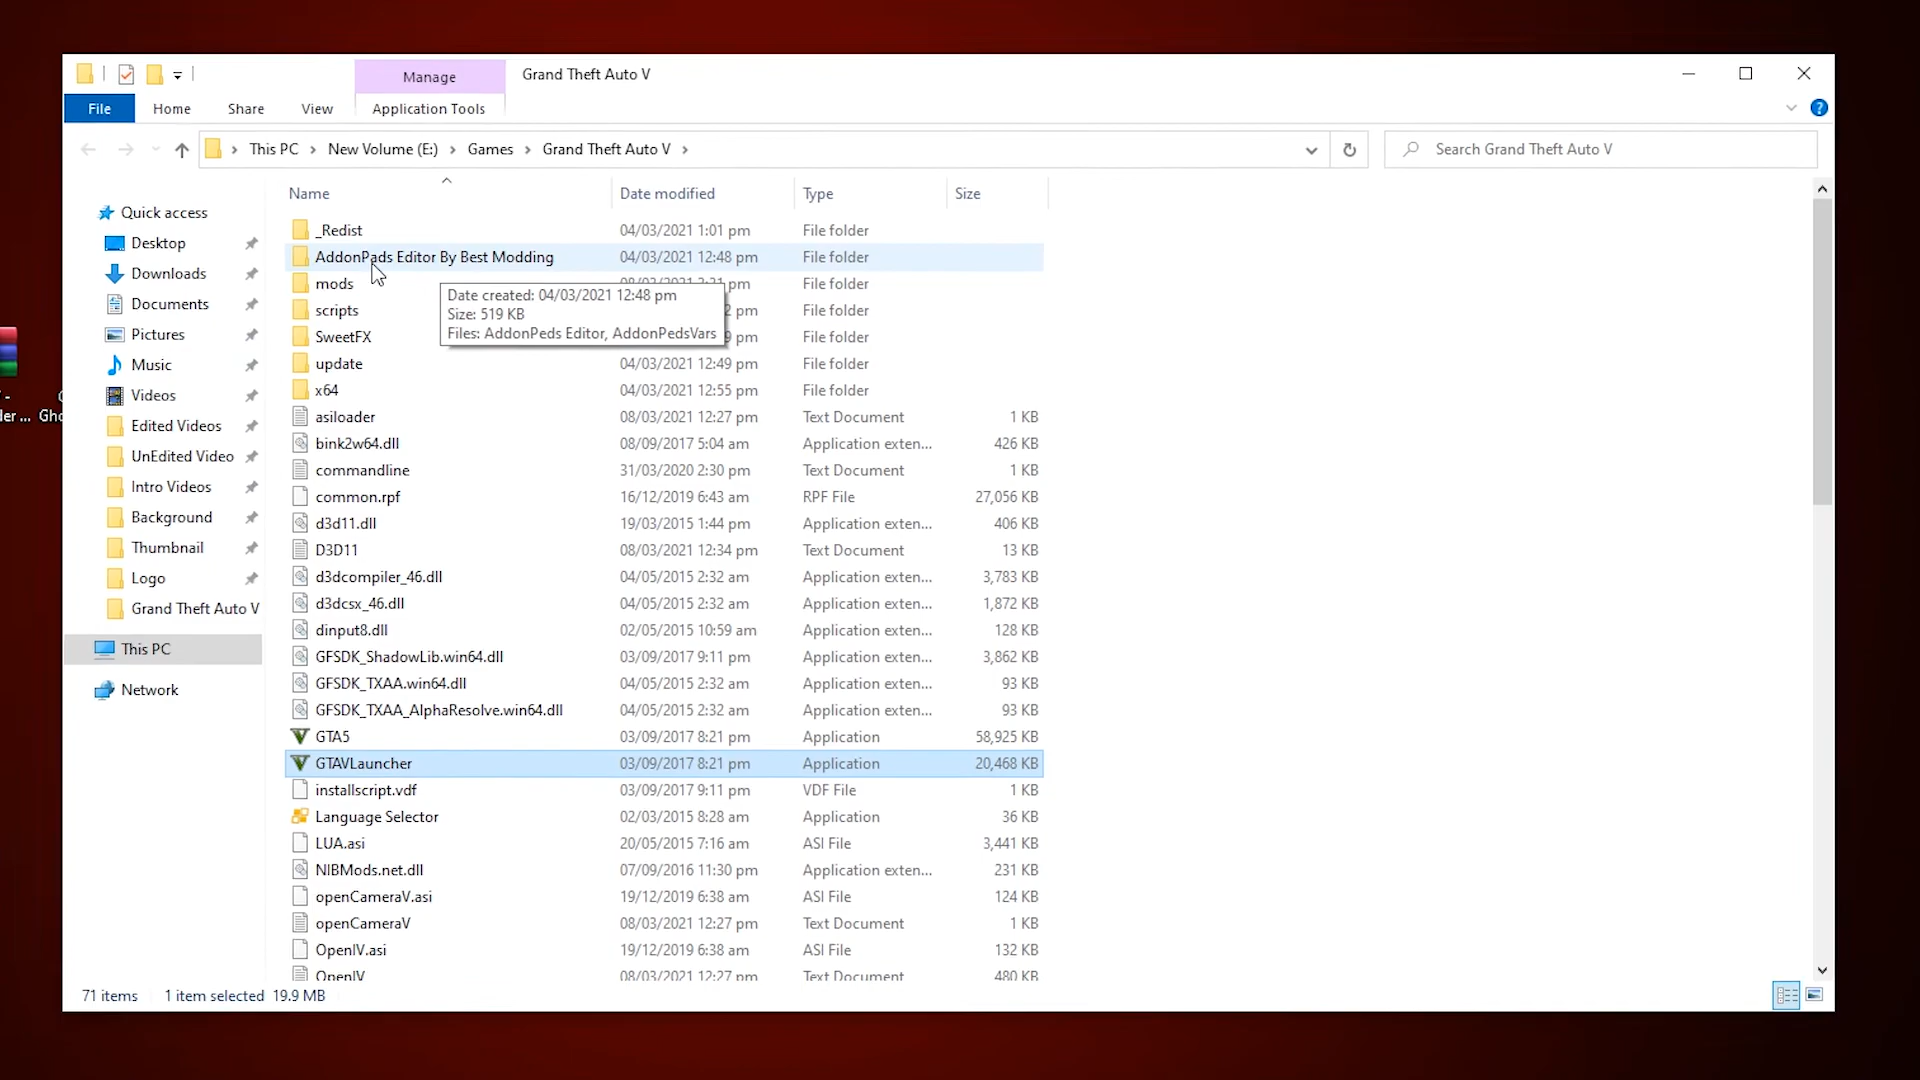 Manage Grand Theft Auto V
File Home Share View Application Tools
This PC New Volume (E:) Games Grand Theft Auto V Search Grand Theft Auto V
Name Date modified Type Size
Quick access
Desktop
Downloads
Documents
Pictures
Music
Videos
Edited Videos
UnEdited Video
Intro Videos
Background
Thumbnail
Logo
Grand Theft Auto V
This PC
Network
_Redist 04/03/2021 1:01 pm File folder
AddonPads Editor By Best Modding 04/03/2021 12:48 pm File folder
mods File folder
scripts File folder
SweetFX File folder
Date created: 04/03/2021 12:48 pm
Size: 519 KB
Files: AddonPeds Editor, AddonPedsVars
update 04/03/2021 12:49 pm File folder
x64 04/03/2021 12:55 pm File folder
asiloader 08/03/2021 12:27 pm Text Document 1 KB
bink2w64.dll 08/09/2017 5:04 am Application exten... 426 KB
commandline 31/03/2020 2:30 pm Text Document 1 KB
common.rpf 16/12/2019 6:43 am RPF File 27,056 KB
d3d11.dll 19/03/2015 1:44 pm Application exten... 406 KB
D3D11 08/03/2021 12:34 pm Text Document 13 KB
d3dcompiler_46.dll 04/05/2015 2:32 am Application exten... 3,783 KB
d3dcsx_46.dll 04/05/2015 2:32 am Application exten... 1,872 KB
dinput8.dll 02/05/2015 10:59 am Application exten... 128 KB
GFSDK_ShadowLib.win64.dll 03/09/2017 9:11 pm Application exten... 3,862 KB
GFSDK_TXAA.win64.dll 04/05/2015 2:32 am Application exten... 93 KB
GFSDK_TXAA_AlphaResolve.win64.dll 04/05/2015 2:32 am Application exten... 93 KB
GTA5 03/09/2017 8:21 pm Application 58,925 KB
GTAVLauncher 03/09/2017 8:21 pm Application 20,468 KB
installscript.vdf 03/09/2017 9:11 pm VDF File 1 KB
Language Selector 02/03/2015 8:28 am Application 36 KB
LUA.asi 20/05/2015 7:16 am ASI File 3,441 KB
NIBMods.net.dll 07/09/2016 11:30 pm Application exten... 231 KB
openCameraV.asi 19/12/2019 6:38 am ASI File 124 KB
openCameraV 08/03/2021 12:27 pm Text Document 1 KB
OpenIV.asi 19/12/2019 6:38 am ASI File 132 KB
OpenIV 08/03/2021 12:27 pm Text Document 480 KB
71 items 1 item selected 19.9 MB